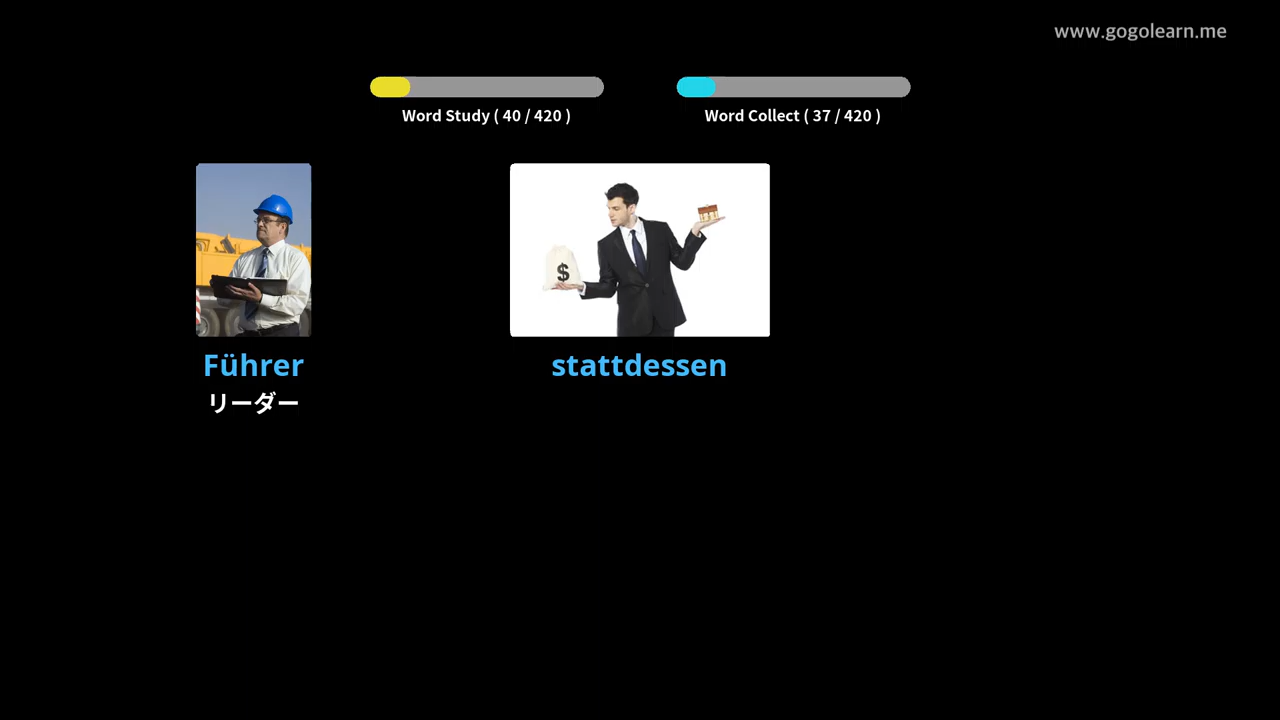 www.gogolearn.me
Word Study ( 40 / 420 )
Word Collect ( 37 / 420 )
$
Führer
stattdessen
リーダー